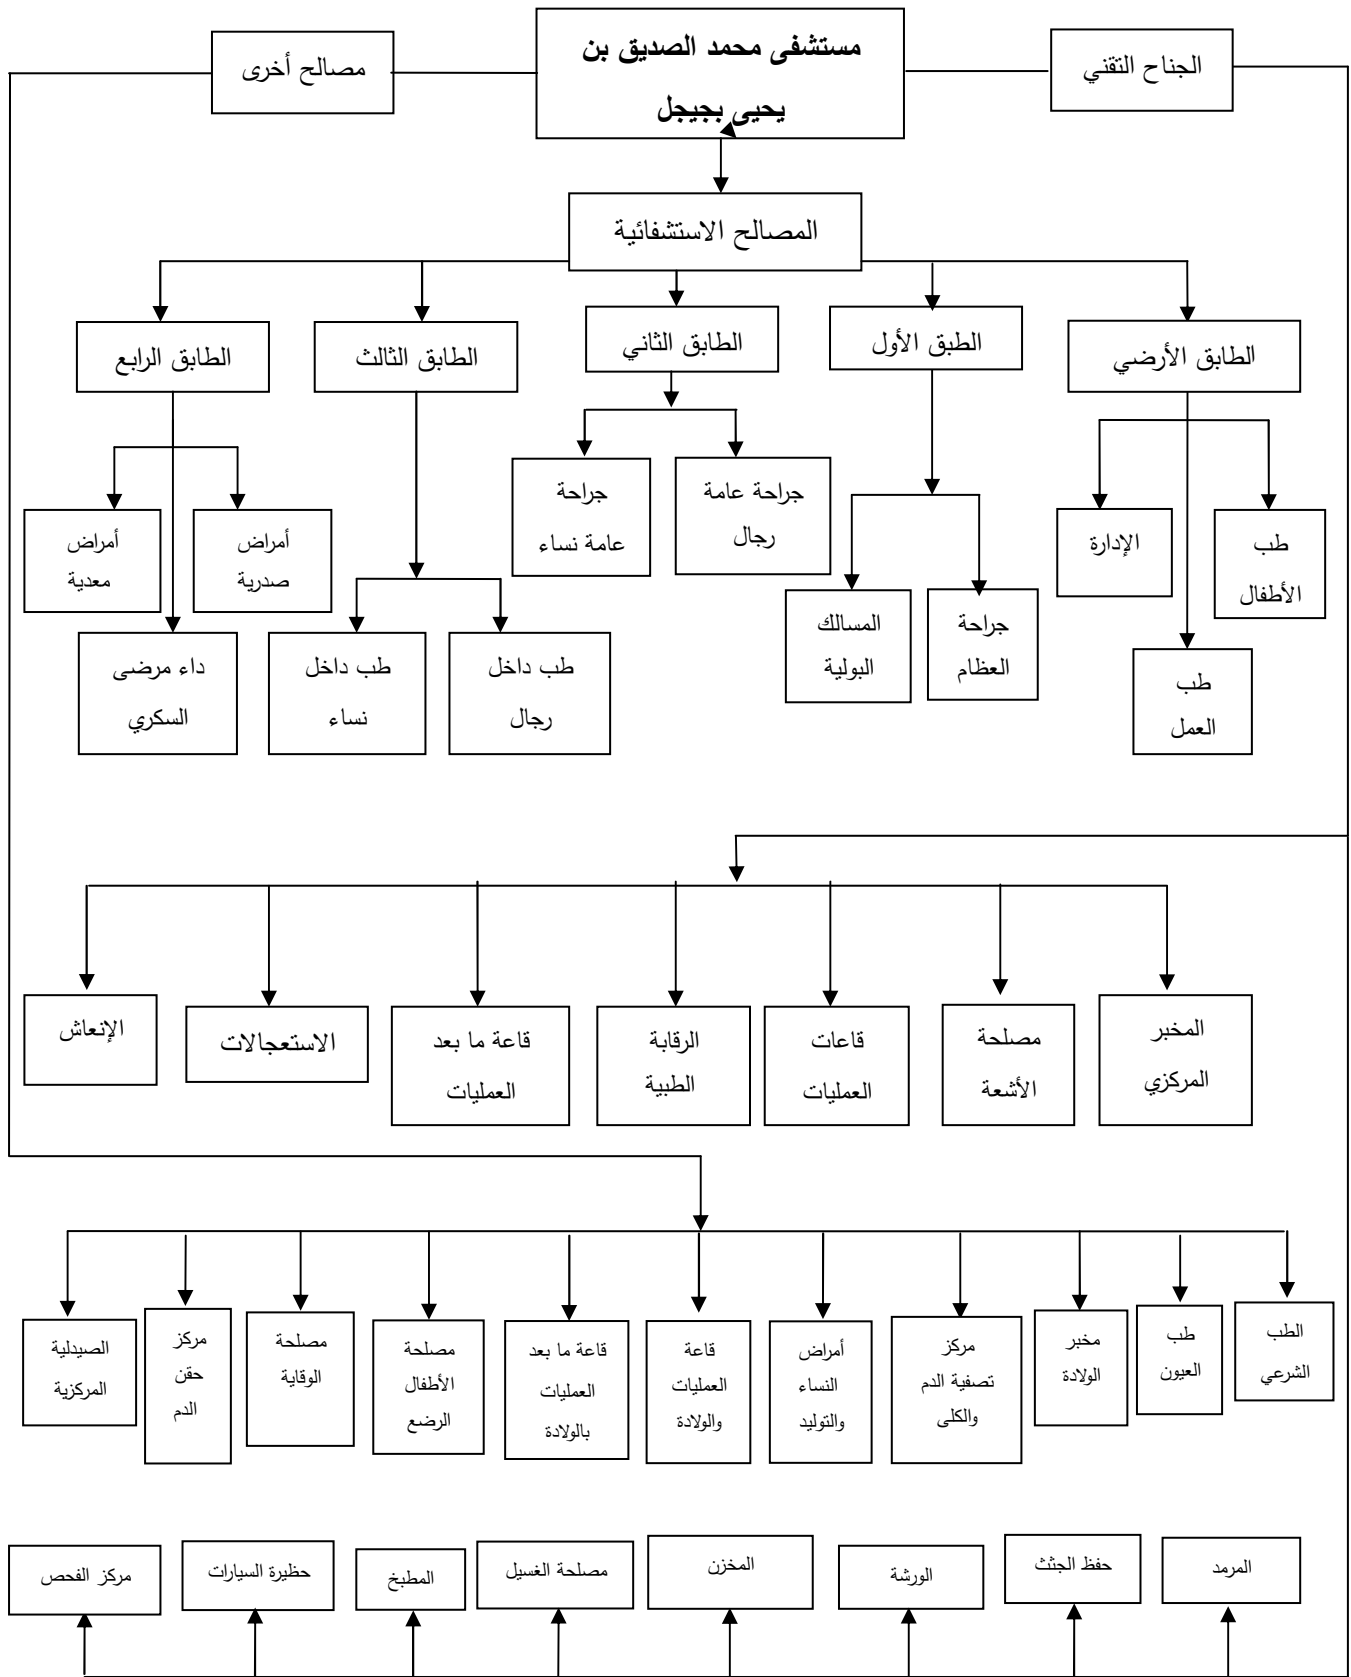 الجناح التقني
مستشفى محمد الصديق بن
يحيى بجيجل
مصالح أخرى
المصالح الاستشفائية
الطابق الأرضي
الطبق الأول
الطابق الثاني
الطابق الثالث
الطابق الرابع
طب
الأطفال
الإدارة
طب
العمل
جراحة
العظام
المسالك
البولية
جراحة عامة
رجال
جراحة
عامة نساء
طب داخل
رجال
طب داخل
نساء
أمراض
صدرية
أمراض
معدية
داء مرضى
السكري
المخبر
المركزي
مصلحة
الأشعة
قاعات
العمليات
الرقابة
الطبية
قاعة ما بعد
العمليات
الاستعجالات
الإنعاش
الطب
الشرعي
طب
العيون
مخبر
الولادة
مركز
تصفية الدم
والكلى
أمراض
النساء
والتوليد
قاعة
العمليات
والولادة
قاعة ما بعد
العمليات
بالولادة
مصلحة
الأطفال
الرضع
مصلحة
الوقاية
مركز
حقن
الدم
الصيدلية
المركزية
المرمد
حفظ الجثث
الورشة
المخزن
مصلحة الغسيل
المطبخ
حظيرة السيارات
مركز الفحص